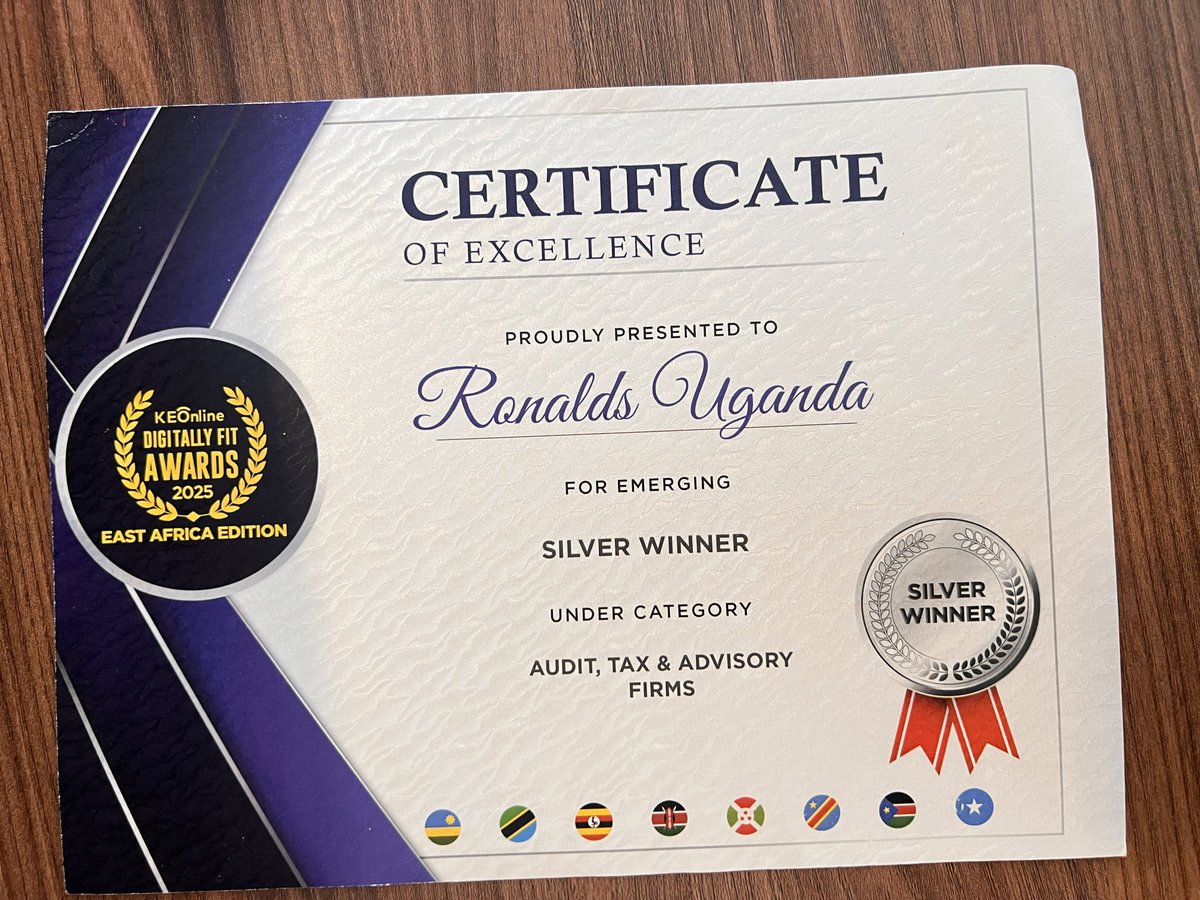 CERTIFICATE
OF EXCELLENCE
PROUDLY PRESENTED TO
Ronalds Uganda
FOR EMERGING
SILVER WINNER
UNDER CATEGORY
AUDIT, TAX & ADVISORY
FIRMS
KEOnline
DIGITALLY FIT
AWARDS
2025
EAST AFRICA EDITION
SILVER
WINNER